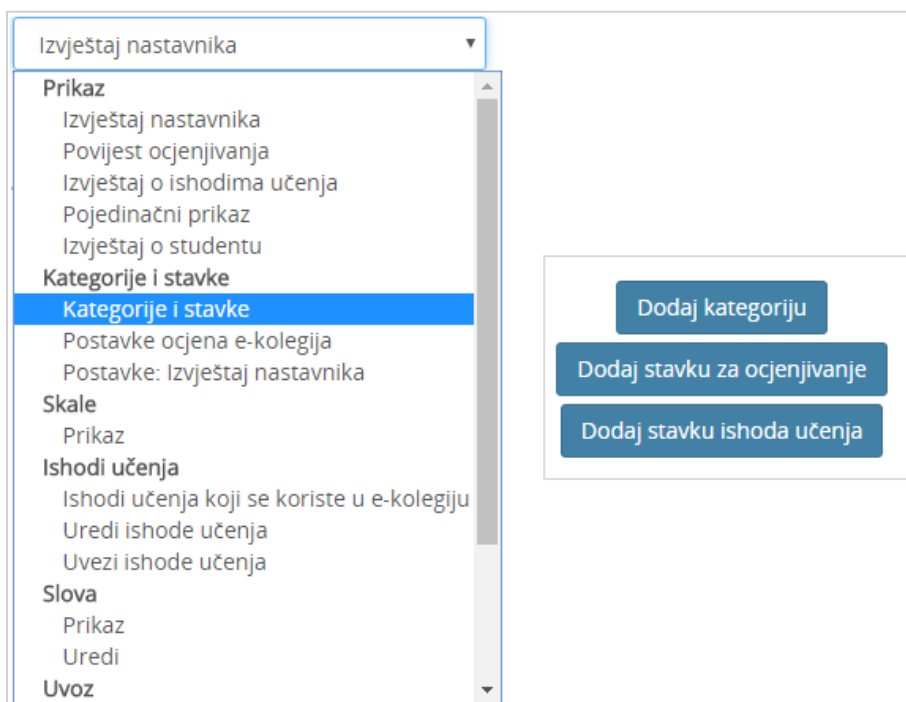 Izvještaj nastavnika
Prikaz
Izvještaj nastavnika
Povijest ocjenjivanja
Izvještaj o ishodima učenja
Pojedinačni prikaz
Izvještaj o studentu
Kategorije i stavke
Kategorije i stavke
Postavke ocjena e-kolegija
Postavke: Izvještaj nastavnika
Skale
Prikaz
Ishodi učenja
Ishodi učenja koji se koriste u e-kolegiju
Uredi ishode učenja
Uvezi ishode učenja
Slova
Prikaz
Uredi
Uvoz
Dodaj kategoriju
Dodaj stavku za ocjenjivanje
Dodaj stavku ishoda učenja